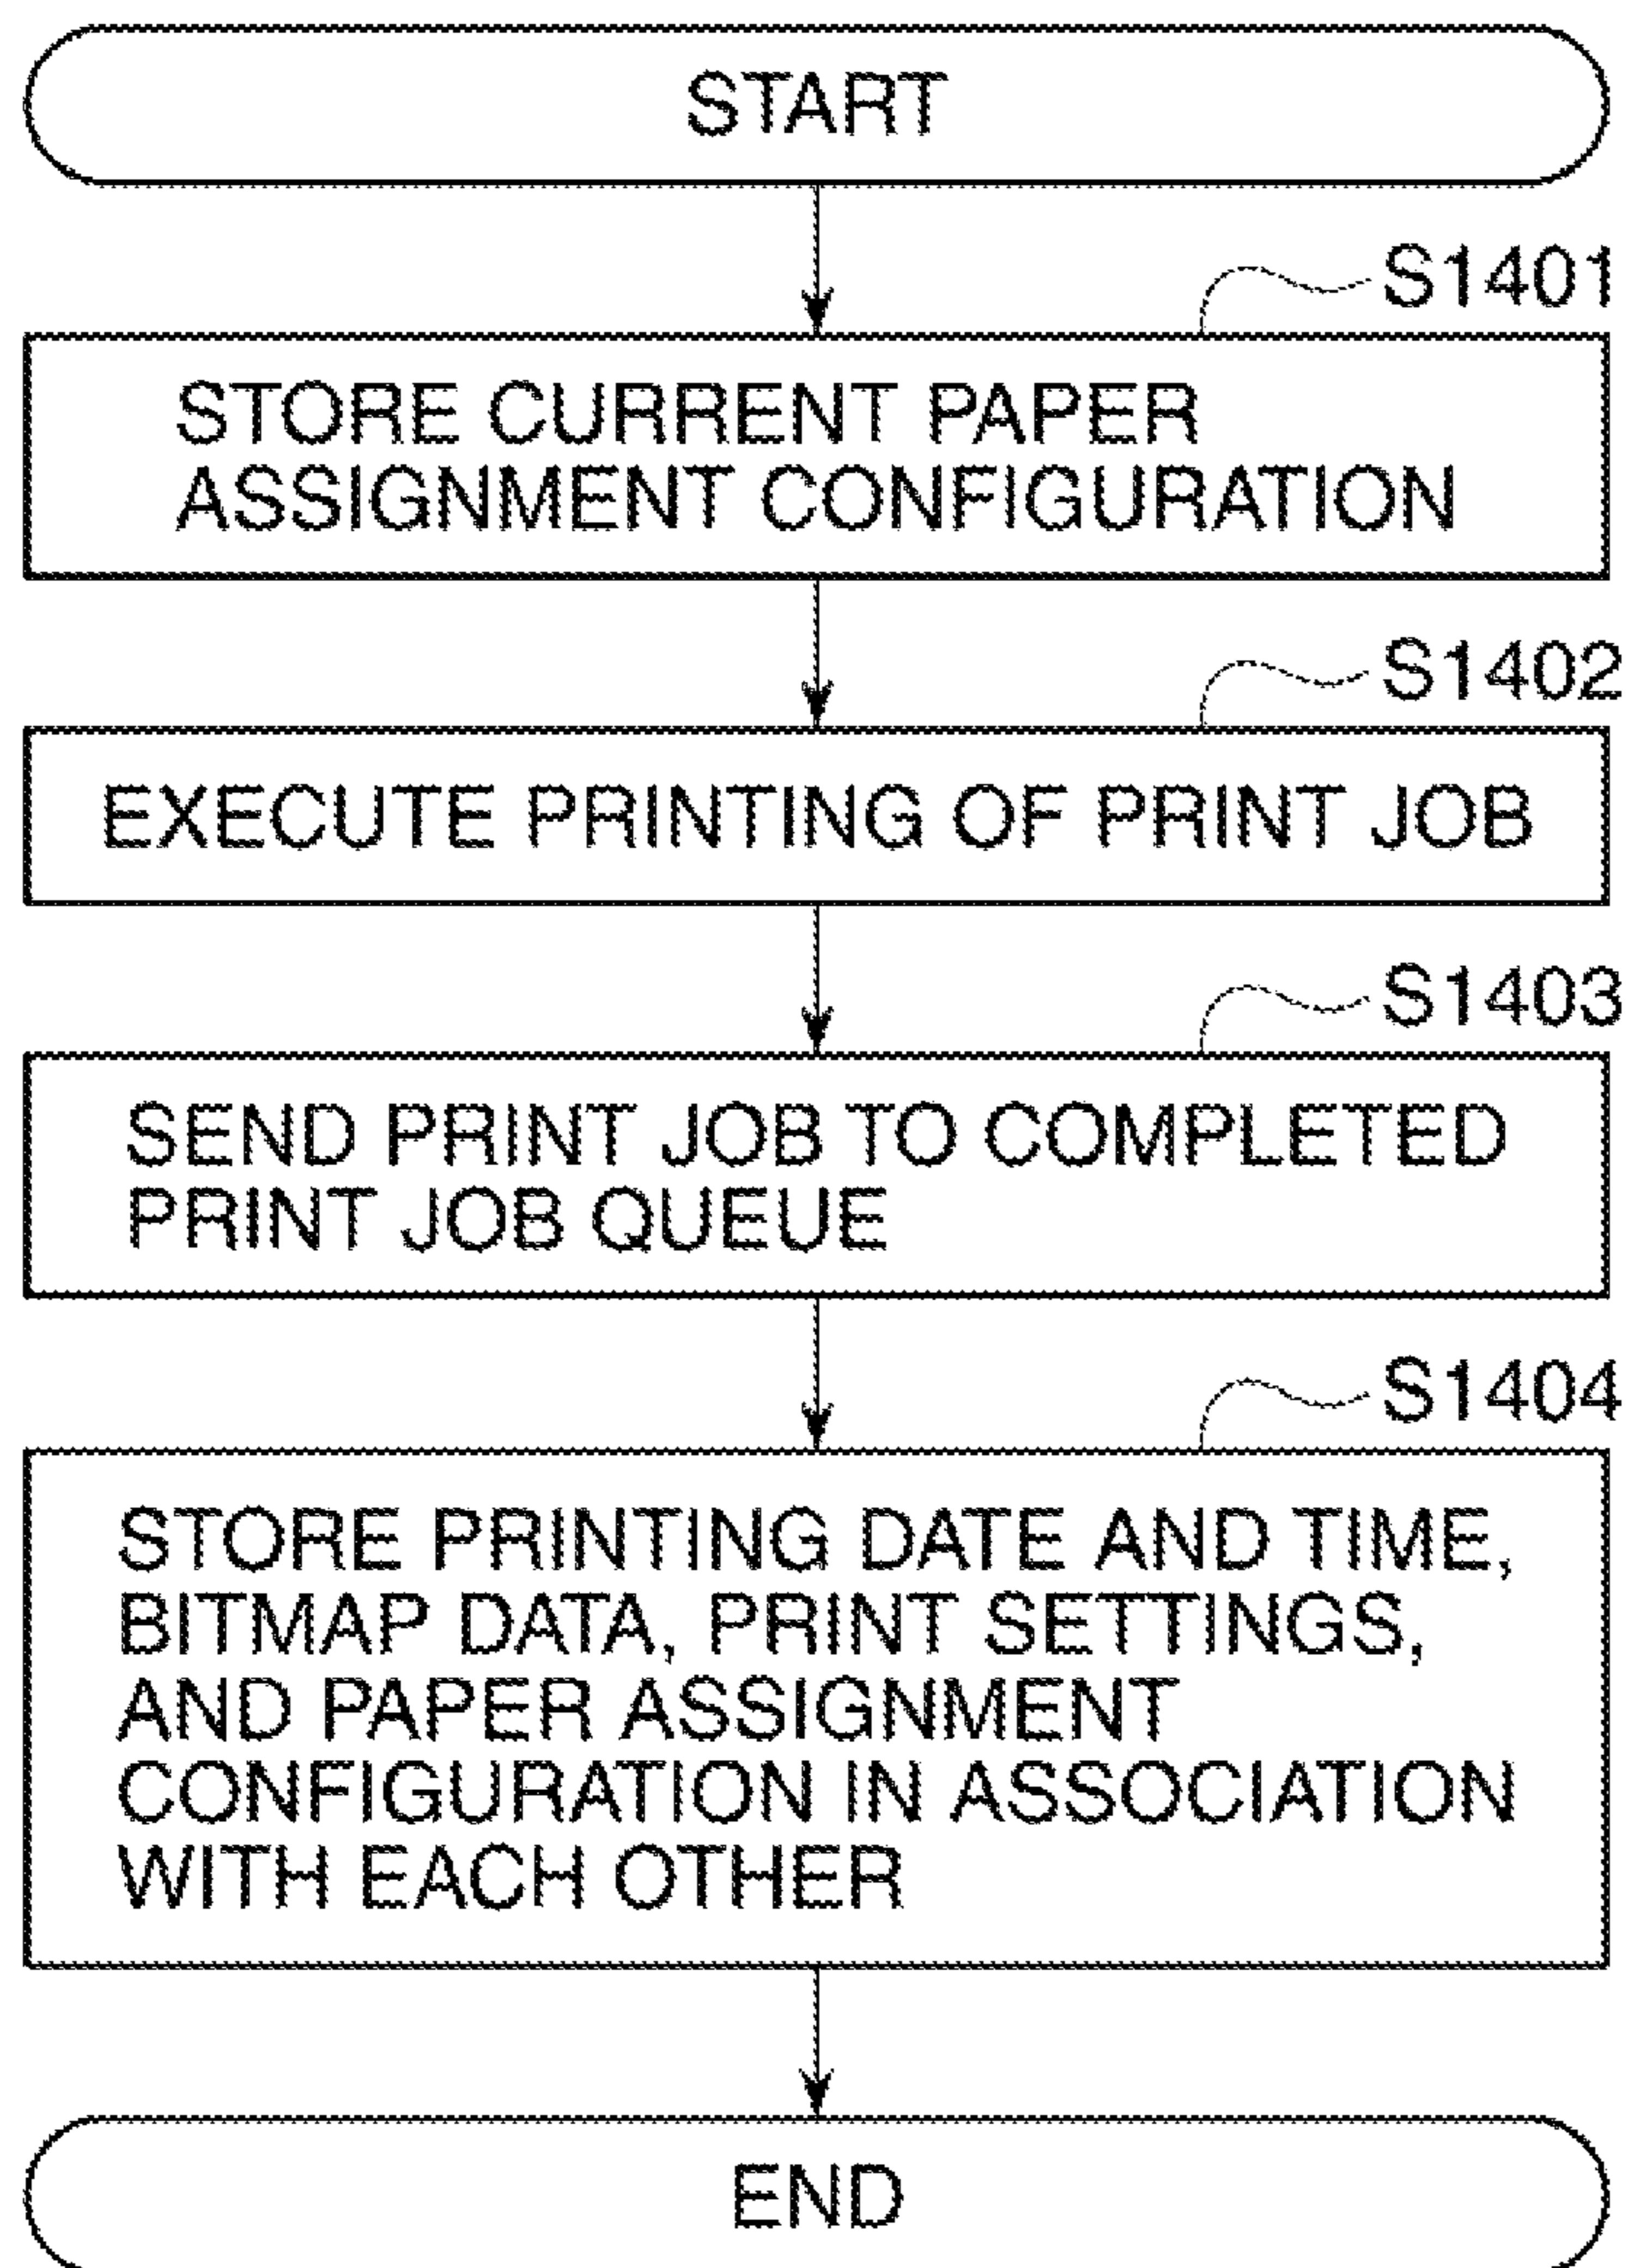 START
S1401
STORE CURRENT PAPER
ASSIGNMENT CONFIGURATION
S1402
EXECUTE PRINTING OF PRINT JOB
S1403
SEND PRINT JOB TO COMPLETED
PRINT JOB QUEUE
S1404
STORE PRINTING DATE AND TIME,
BITMAP DATA, PRINT SETTINGS,
AND PAPER ASSIGNMENT
CONFIGURATION IN ASSOCIATION
WITH EACH OTHER
END